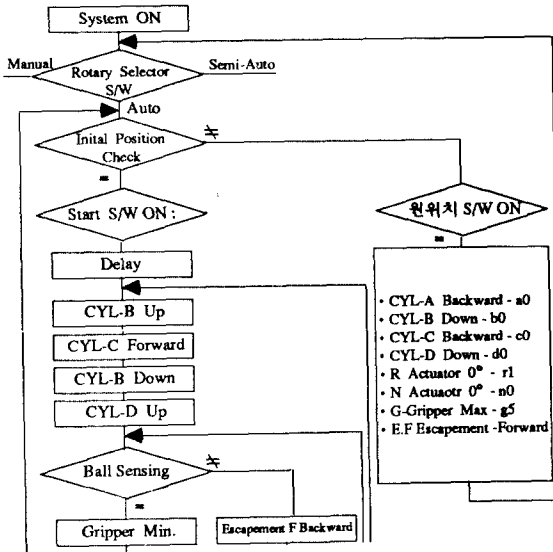 System ON
Manual
Rotary Selector
S/W
Semi-Auto
Auto
Inital Position
Check
≠
=
Start S/W ON :
원위치 S/W ON
=
Delay
CYL-B Up
CYL-C Forward
CYL-B Down
CYL-D Up
• CYL-A Backward - a0
• CYL-B Down - b0
• CYL-C Backward - c0
• CYL-D Down - d0
• R Actuator 0° - r1
• N Actuaotr 0° - n0
• G-Gripper Max - g5
• E.F Escapement -Forward
Ball Sensing
≠
=
Gripper Min.
Escapement F Backward